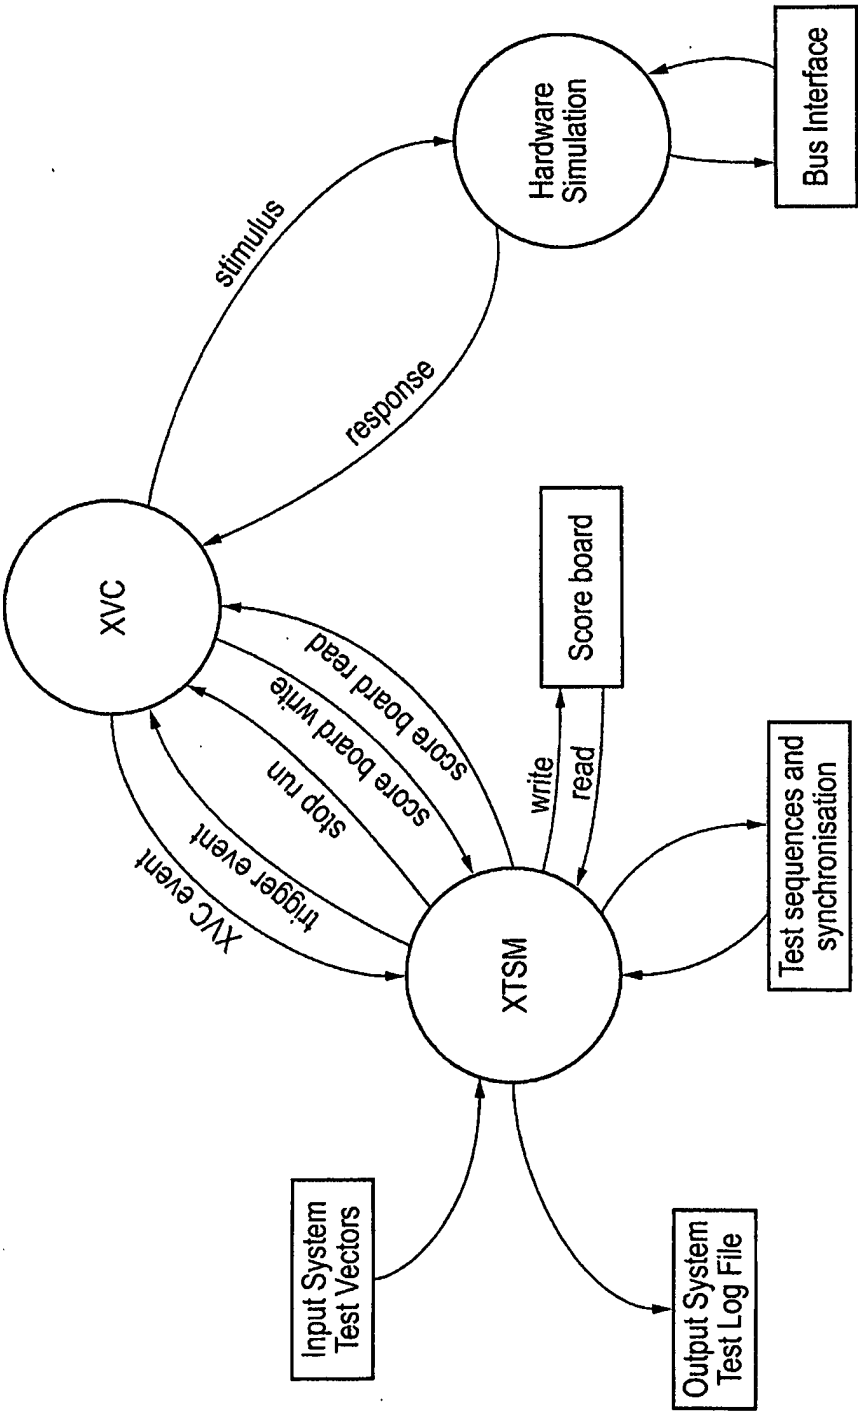 Input System
Test Vectors
Output System
Test Log File
XTSM
XVC event
trigger event
stop run
score board write
score board read
write
read
Score board
Test sequences and
synchronisation
XVC
stimulus
response
Hardware
Simulation
Bus Interface